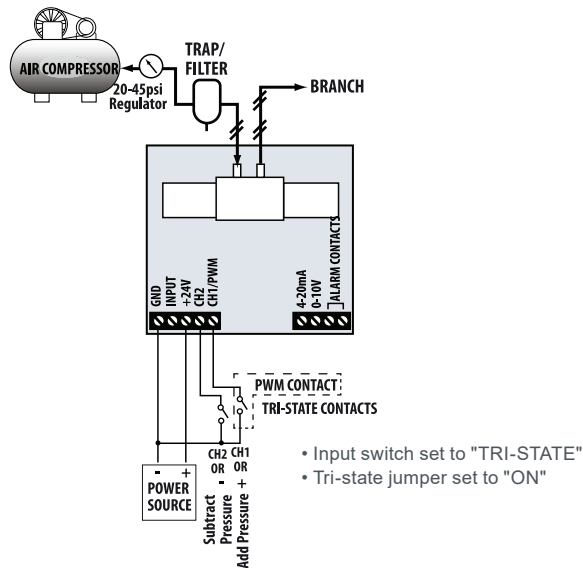 AIR COMPRESSOR
20-45psi
Regulator
TRAP/
FILTER
BRANCH
GND
INPUT
+24V
CH2
CH1/PWM
4-20mA
0-10V
ALARM CONTACTS
PWM CONTACT
TRI-STATE CONTACTS
- +
POWER
SOURCE
CH2
OR
-
Subtract
Pressure
CH1
OR
+
Add Pressure
• Input switch set to "TRI-STATE"
• Tri-state jumper set to "ON"